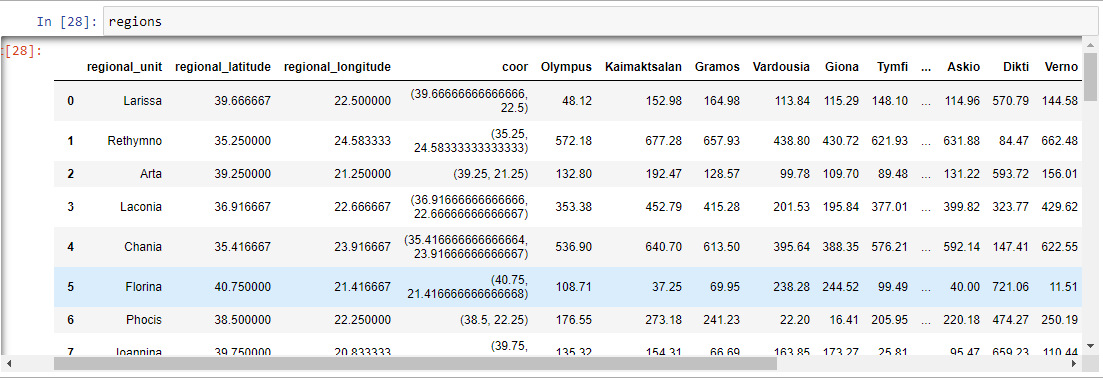 In [28]: regions
t[28]:
regional_unit regional_latitude regional_longitude coor Olympus Kaimaktsalan Gramos Vardousia Giona Tymfi ... Askio Dikti Verno
0 Larissa 39.666667 22.500000 (39.66666666666666, 22.5) 48.12 152.98 164.98 113.84 115.29 148.10 ... 114.96 570.79 144.58
1 Rethymno 35.250000 24.583333 (35.25, 24.58333333333333) 572.18 677.28 657.93 438.80 430.72 621.93 ... 631.88 84.47 662.48
2 Arta 39.250000 21.250000 (39.25, 21.25) 132.80 192.47 128.57 99.78 109.70 89.48 ... 131.22 593.72 156.01
3 Laconia 36.916667 22.666667 (36.91666666666666, 22.66666666666667) 353.38 452.79 415.28 201.53 195.84 377.01 ... 399.82 323.77 429.62
4 Chania 35.416667 23.916667 (35.416666666666664, 23.91666666666667) 536.90 640.70 613.50 395.64 388.35 576.21 ... 592.14 147.41 622.55
5 Florina 40.750000 21.416667 (40.75, 21.416666666666668) 108.71 37.25 69.95 238.28 244.52 99.49 ... 40.00 721.06 11.51
6 Phocis 38.500000 22.250000 (38.5, 22.25) 176.55 273.18 241.23 22.20 16.41 205.95 ... 220.18 474.27 250.19
7 Ioannina 39.750000 20.833333 (39.75, 135.32 154.31 66.69 163.85 173.27 25.81 ... 95.47 659.23 110.44